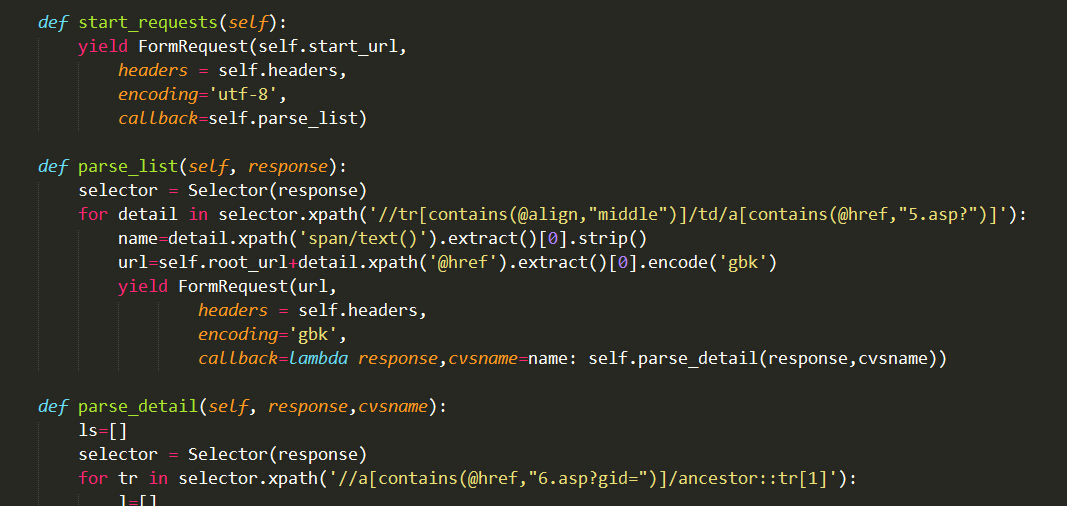 def start_requests(self):
yield FormRequest(self.start_url,
headers = self.headers,
encoding='utf-8',
callback=self.parse_list)
def parse_list(self, response):
selector = Selector(response)
for detail in selector.xpath('//tr[contains(@align,"middle")]/td/a[contains(@href,"5.asp?")]'):
name=detail.xpath('span/text()').extract()[0].strip()
url=self.root_url+detail.xpath('@href').extract()[0].encode('gbk')
yield FormRequest(url,
headers = self.headers,
encoding='gbk',
callback=lambda response,cvsname=name: self.parse_detail(response,cvsname))
def parse_detail(self, response,cvsname):
ls=[]
selector = Selector(response)
for tr in selector.xpath('//a[contains(@href,"6.asp?gid=")]/ancestor::tr[1]'):
l=[]